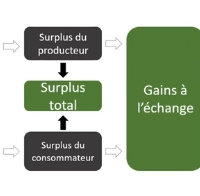 Surplus du
producteur
Surplus
total
Surplus du
consommateur
Gains à
l'échange